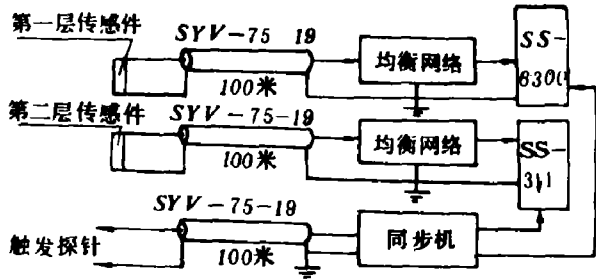 第一层传感件
SYV-75 19
100米
均衡网络
SS-
6300
第二层传感件
SYV-75-19
100米
均衡网络
SS-
311
SYV-75-19
触发探针
100米
同步机